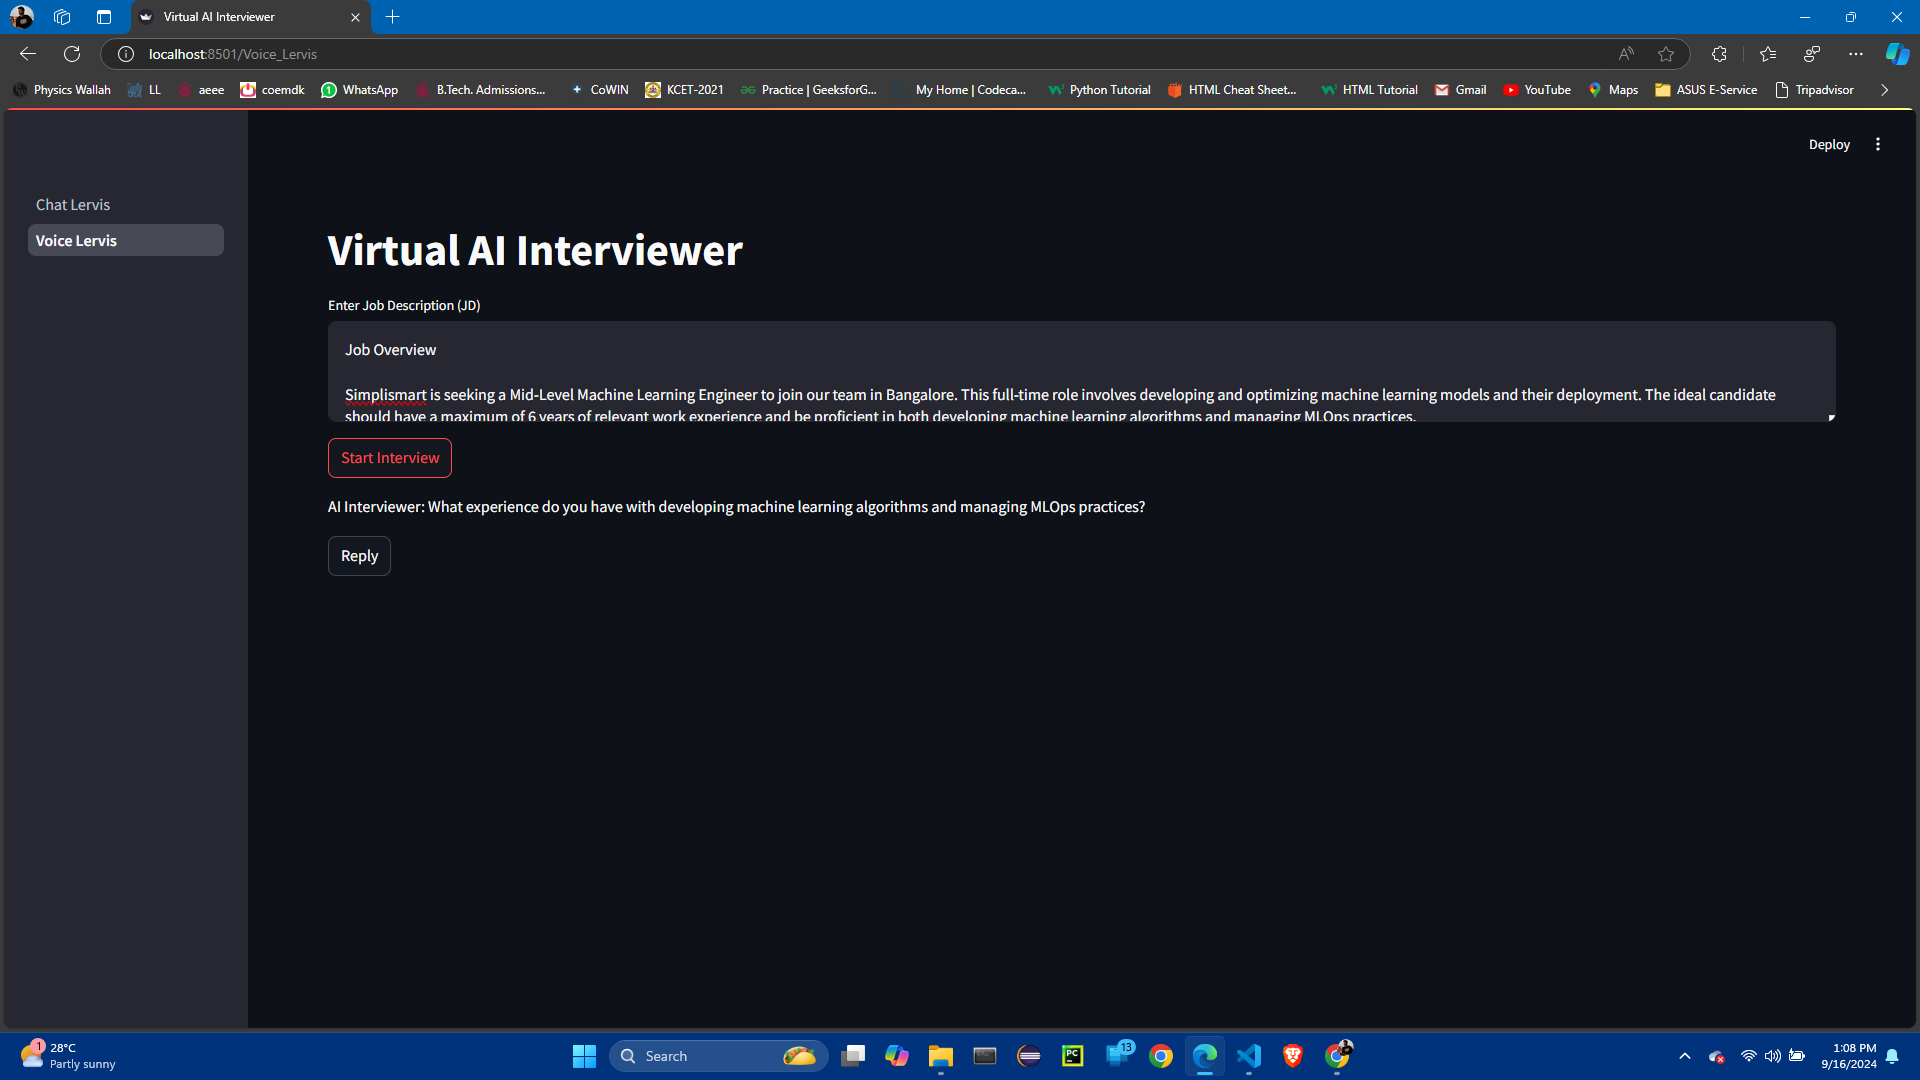 Virtual AI Interviewer
localhost:8501/Voice_Lervis
Physics Wallah
LL
aeee
coemdk
WhatsApp
B.Tech. Admissions...
CoWIN
KCET-2021
Practice | GeeksforG...
My Home | Codeca...
Python Tutorial
HTML Cheat Sheet...
HTML Tutorial
Gmail
YouTube
Maps
ASUS E-Service
Tripadvisor
Deploy
Chat Lervis
Voice Lervis
Virtual AI Interviewer
Enter Job Description (JD)
Job Overview
Simplismart is seeking a Mid-Level Machine Learning Engineer to join our team in Bangalore. This full-time role involves developing and optimizing machine learning models and their deployment. The ideal candidate
should have a maximum of 6 years of relevant work experience and be proficient in both developing machine learning algorithms and managing MLOps practices.
Start Interview
AI Interviewer: What experience do you have with developing machine learning algorithms and managing MLOps practices?
Reply
1
28°C
Partly sunny
Search
PC
13
1:08 PM
9/16/2024